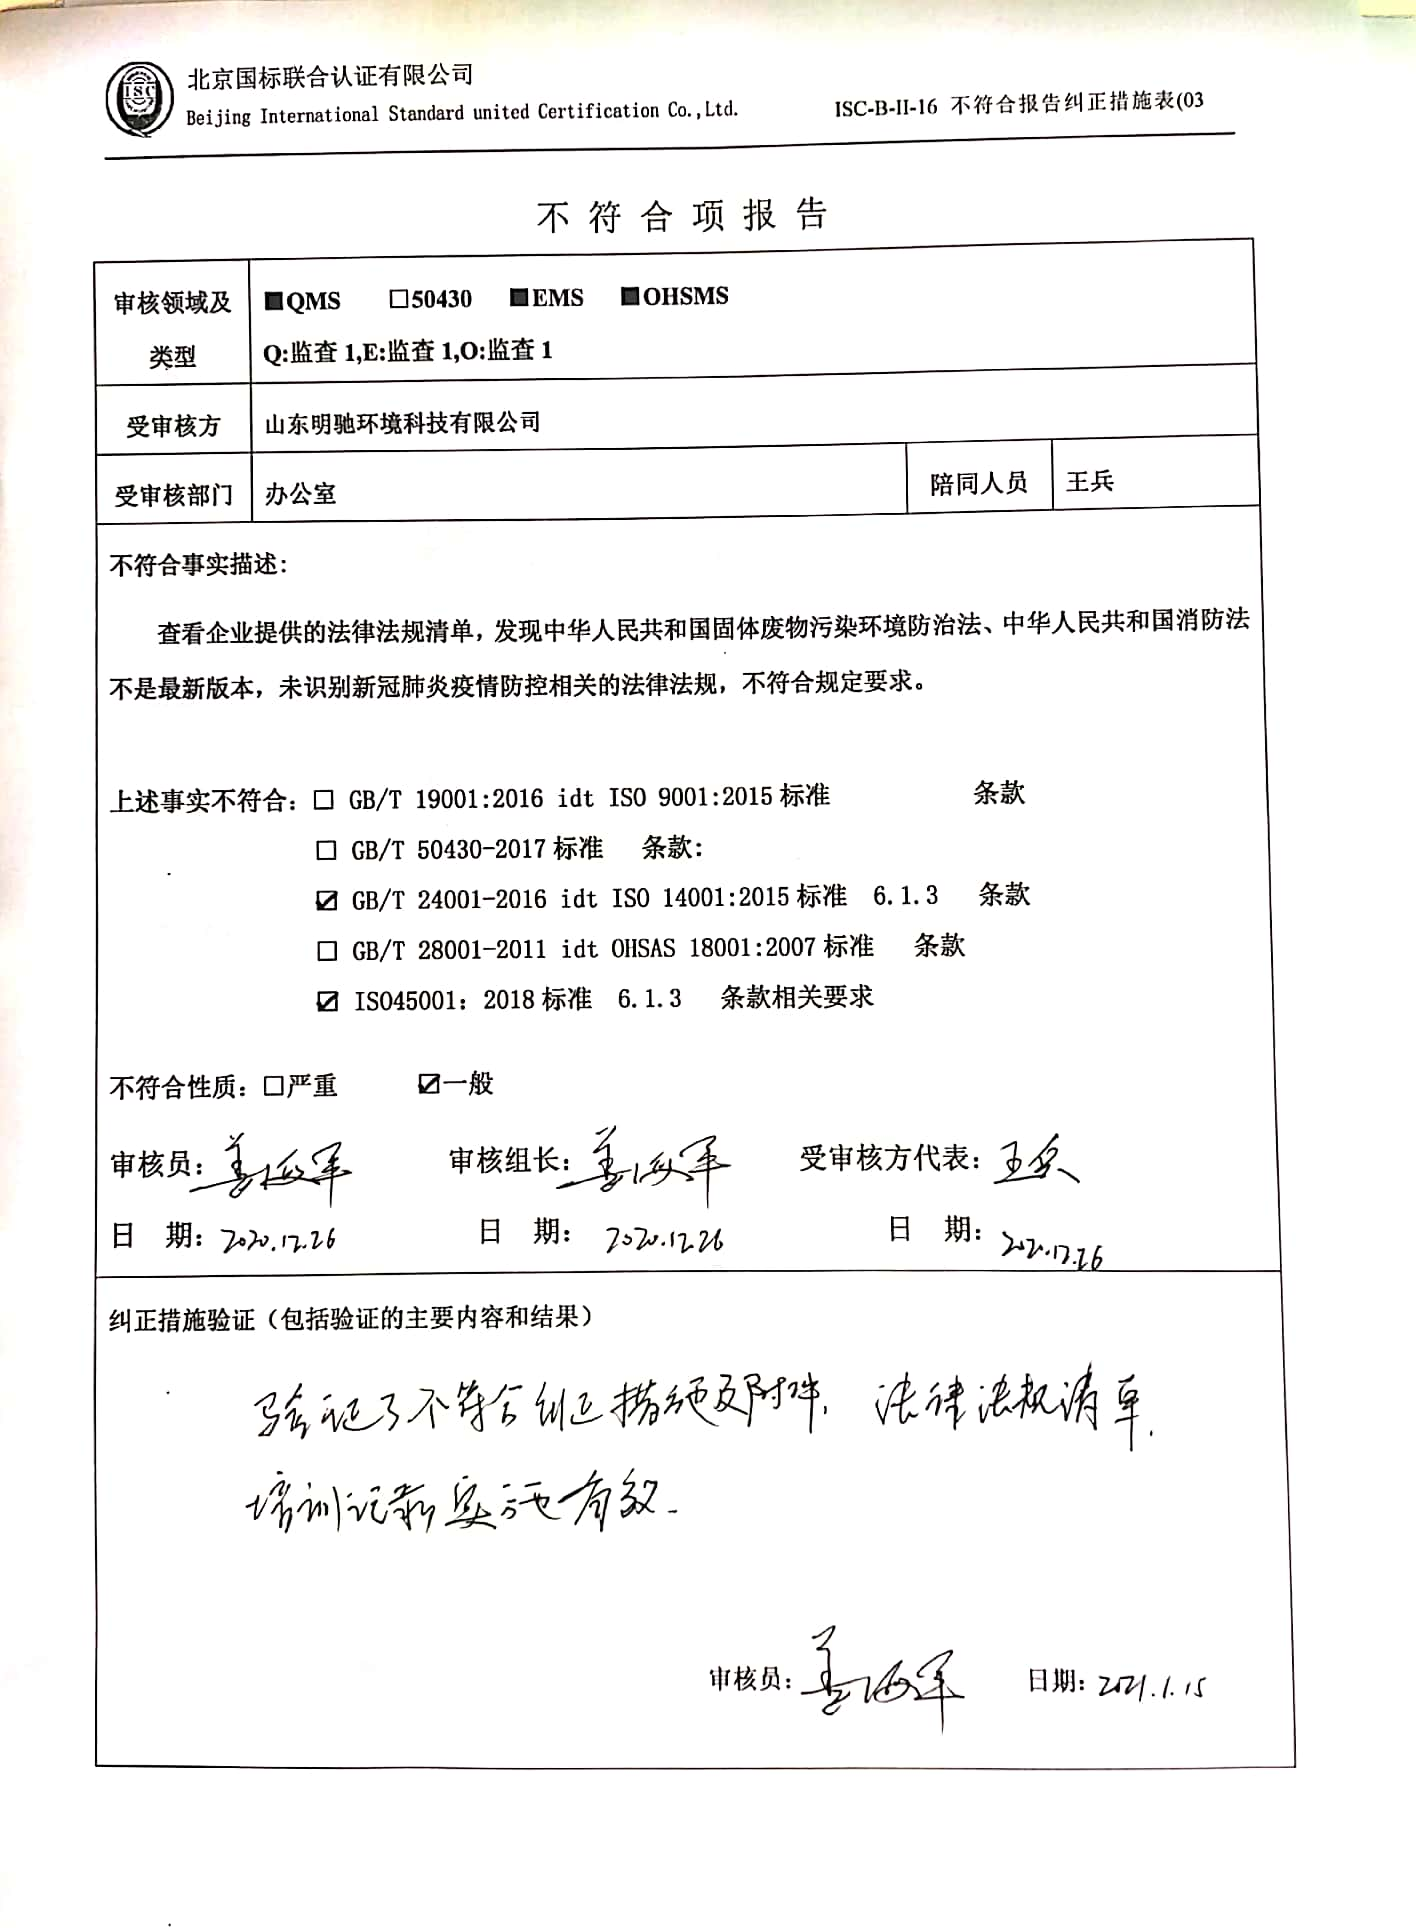 ISC
北京国标联合认证有限公司
Beijing International Standard united Certification Co.,Ltd.
ISC-B-II-16 不符合报告纠正措施表(03
不符合项报告
审核领域及类型
■QMS □50430 ■EMS ■OHSMS
Q:监查 1,E:监查 1,O:监查 1
受审核方 山东明驰环境科技有限公司
受审核部门 办公室 陪同人员 王兵
不符合事实描述:
查看企业提供的法律法规清单，发现中华人民共和国固体废物污染环境防治法、中华人民共和国消防法
不是最新版本，未识别新冠肺炎疫情防控相关的法律法规，不符合规定要求。
上述事实不符合: □ GB/T 19001:2016 idt ISO 9001:2015 标准 条款
□ GB/T 50430-2017 标准 条款:
☑ GB/T 24001-2016 idt ISO 14001:2015 标准 6.1.3 条款
□ GB/T 28001-2011 idt OHSAS 18001:2007 标准 条款
☑ ISO45001: 2018 标准 6.1.3 条款相关要求
不符合性质: □严重 ☑一般
审核员: 姜海军 审核组长: 姜海军 受审核方代表: 王兵
日 期: 2020.12.26 日 期: 2020.12.26 日 期: 2020.12.26
纠正措施验证（包括验证的主要内容和结果）
验证了不符合纠正措施及附件, 法律法规清单,
培训记录 实施有效.
审核员: 姜海军 日期: 2021.1.15